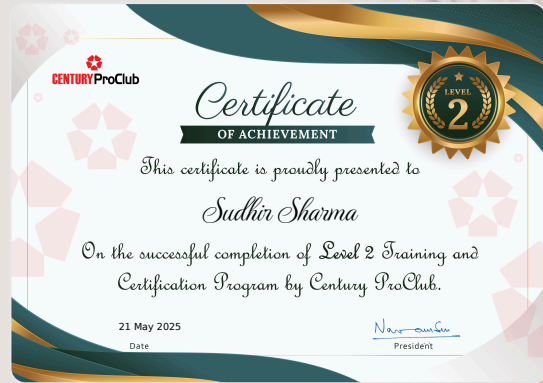 CENTURY ProClub
Certificate
OF ACHIEVEMENT
LEVEL
2
This certificate is proudly presented to
Sudhir Sharma
On the successful completion of Level 2 Training and
Certification Program by Century ProClub.
21 May 2025
Date
President